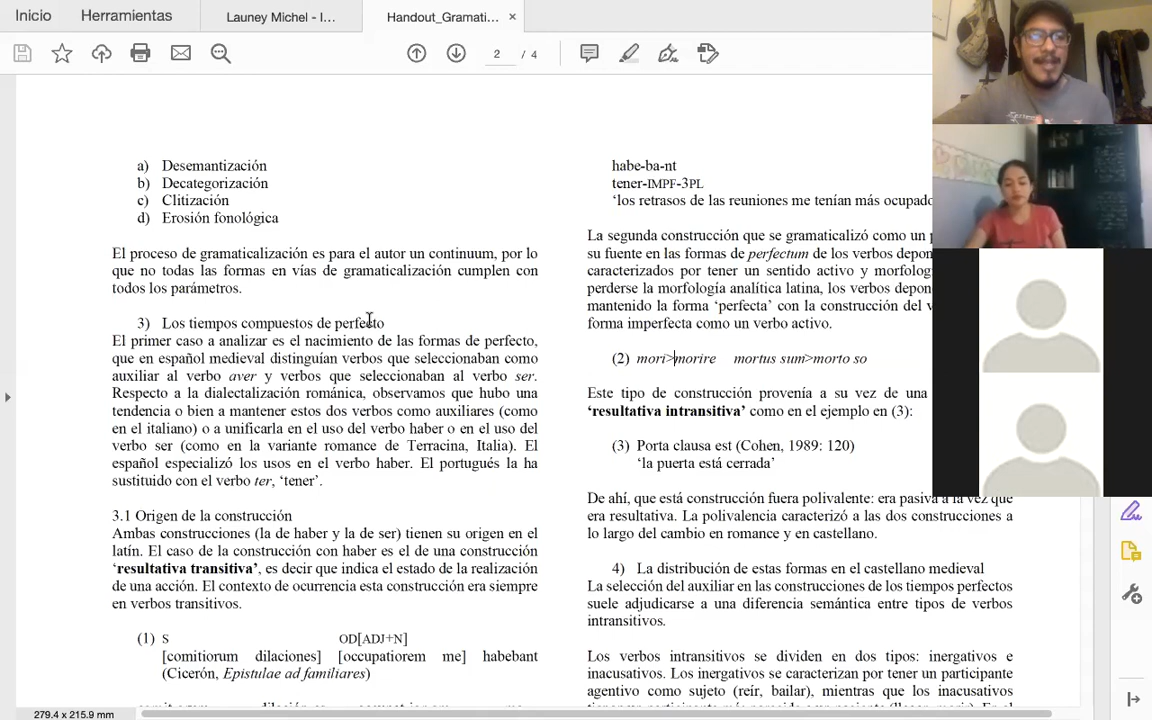 Inicio
Herramientas
Launey Michel - I...
Handout_Gramati...
2 / 4
a) Desemantización
b) Decategorización
c) Clitización
d) Erosión fonológica
El proceso de gramaticalización es para el autor un continuum, por lo
que no todas las formas en vías de gramaticalización cumplen con
todos los parámetros.
3) Los tiempos compuestos de perfecto
El primer caso a analizar es el nacimiento de las formas de perfecto,
que en español medieval distinguían verbos que seleccionaban como
auxiliar al verbo aver y verbos que seleccionaban al verbo ser.
Respecto a la dialectalización románica, observamos que hubo una
tendencia o bien a mantener estos dos verbos como auxiliares (como
en el italiano) o a unificarla en el uso del verbo haber o en el uso del
verbo ser (como en la variante romance de Terracina, Italia). El
español especializó los usos en el verbo haber. El portugués la ha
sustituido con el verbo ter, ‘tener’.
3.1 Origen de la construcción
Ambas construcciones (la de haber y la de ser) tienen su origen en el
latín. El caso de la construcción con haber es el de una construcción
‘resultativa transitiva’, es decir que indica el estado de la realización
de una acción. El contexto de ocurrencia esta construcción era siempre
en verbos transitivos.
(1) S OD[ADJ+N]
[comitiorum dilaciones] [occupatiorem me] habebant
(Cicerón, Epistulae ad familiares)
habe-ba-nt
tener-IMPF-3PL
‘los retrasos de las reuniones me tenían más ocupado
La segunda construcción que se gramaticalizó como un p
su fuente en las formas de perfectum de los verbos depon
caracterizados por tener un sentido activo y morfolog
perderse la morfología analítica latina, los verbos depon
mantenido la forma ‘perfecta’ con la construcción del v
forma imperfecta como un verbo activo.
(2) mori>morire mortus sum>morto so
Este tipo de construcción provenía a su vez de una
‘resultativa intransitiva’ como en el ejemplo en (3):
(3) Porta clausa est (Cohen, 1989: 120)
‘la puerta está cerrada’
De ahí, que está construcción fuera polivalente: era pasiva a la vez que
era resultativa. La polivalencia caracterizó a las dos construcciones a
lo largo del cambio en romance y en castellano.
4) La distribución de estas formas en el castellano medieval
La selección del auxiliar en las construcciones de los tiempos perfectos
suele adjudicarse a una diferencia semántica entre tipos de verbos
intransitivos.
Los verbos intransitivos se dividen en dos tipos: inergativos e
inacusativos. Los inergativos se caracterizan por tener un participante
agentivo como sujeto (reír, bailar), mientras que los inacusativos
279.4 x 215.9 mm